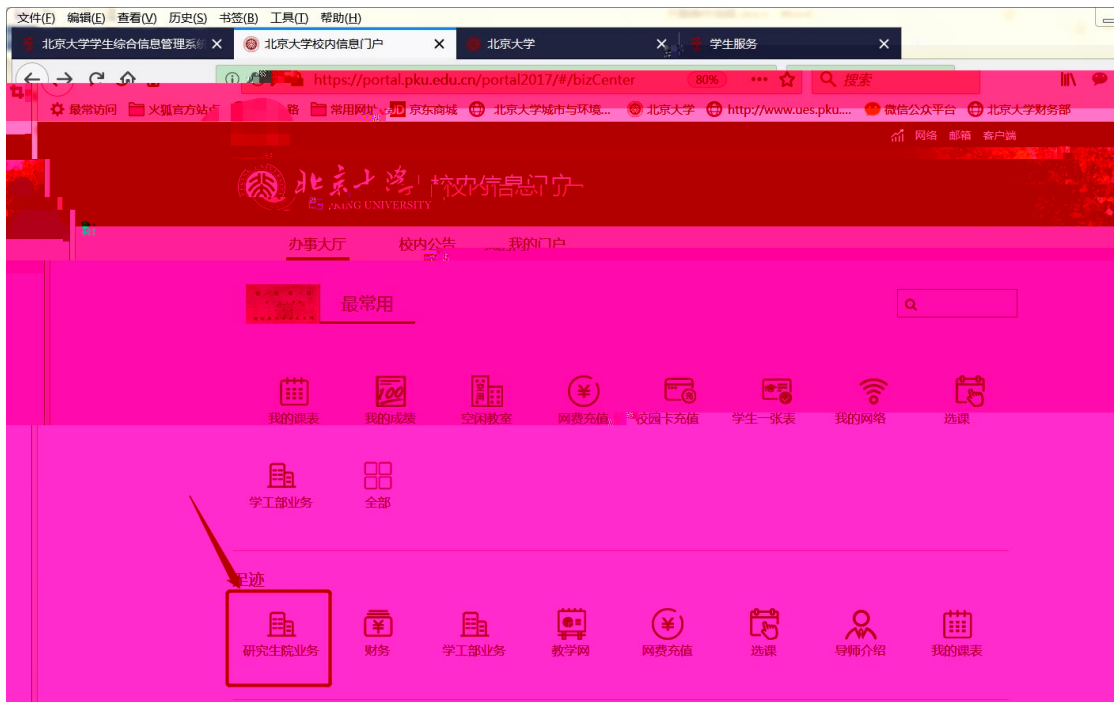 文件(F) 编辑(E) 查看(V) 历史(S) 书签(B) 工具(T) 帮助(H)
北京大学学生综合信息管理系统 北京大学校内信息门户 北京大学 学生服务
https://portal.pku.edu.cn/portal2017/#/bizCenter 80% 搜索
最常访问 火狐官方站点 常用网址 JD 京东商城 北京大学城市与环境... 北京大学 http://www.ues.pku.... 微信公众平台 北京大学财务部
网络 邮箱 客户端
北京大学 校内信息门户
UNIVERSITY
办事大厅 校内公告 我的门户
最常用
我的课表 我的成绩 空闲教室 网费充值 校园卡充值 学生一张表 我的网络 选课
学工部业务 全部
足迹
研究生院业务 财务 学工部业务 教学网 网费充值 选课 导师介绍 我的课表